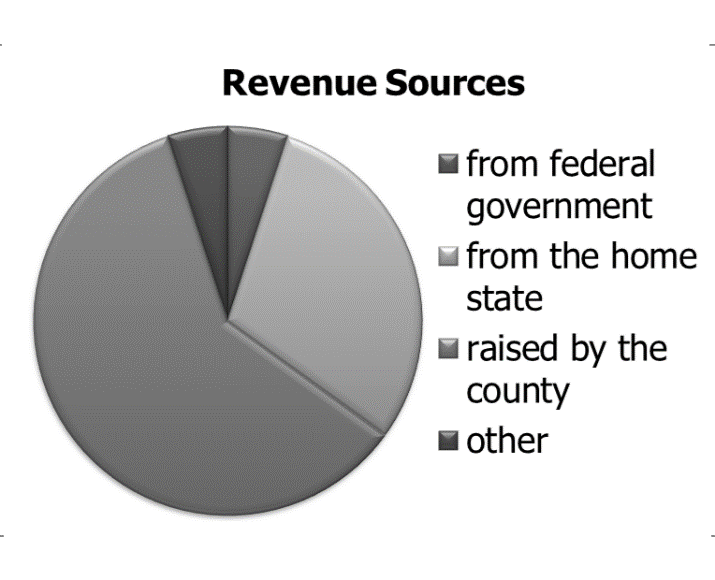 Revenue Sources
from federal
government
from the home
state
raised by the
county
other